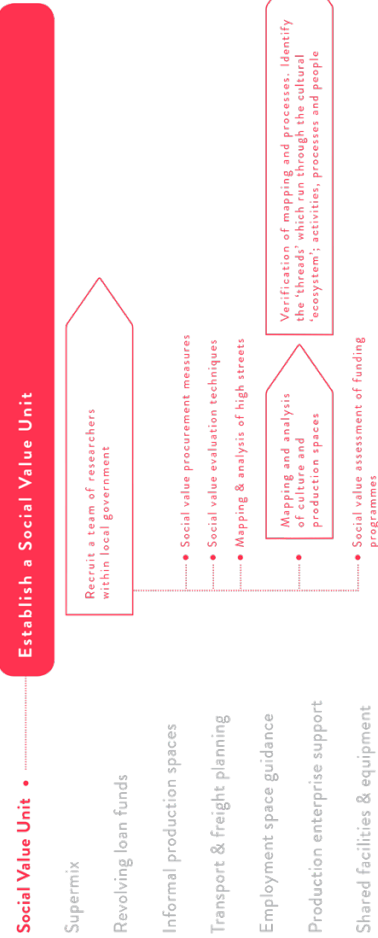 Social Value Unit
Supermix
Revolving loan funds
Informal production spaces
Transport & freight planning
Employment space guidance
Production enterprise support
Shared facilities & equipment
Establish a Social Value Unit
Recruit a team of researchers
within local government
Social value procurement measures
Social value evaluation techniques
Mapping & analysis of high streets
Mapping and analysis
of culture and
production spaces
Verification of mapping and processes. Identify
the ‘threads’ which run through the cultural
‘ecosystem’; activities, processes and people
Social value assessment of funding
programmes